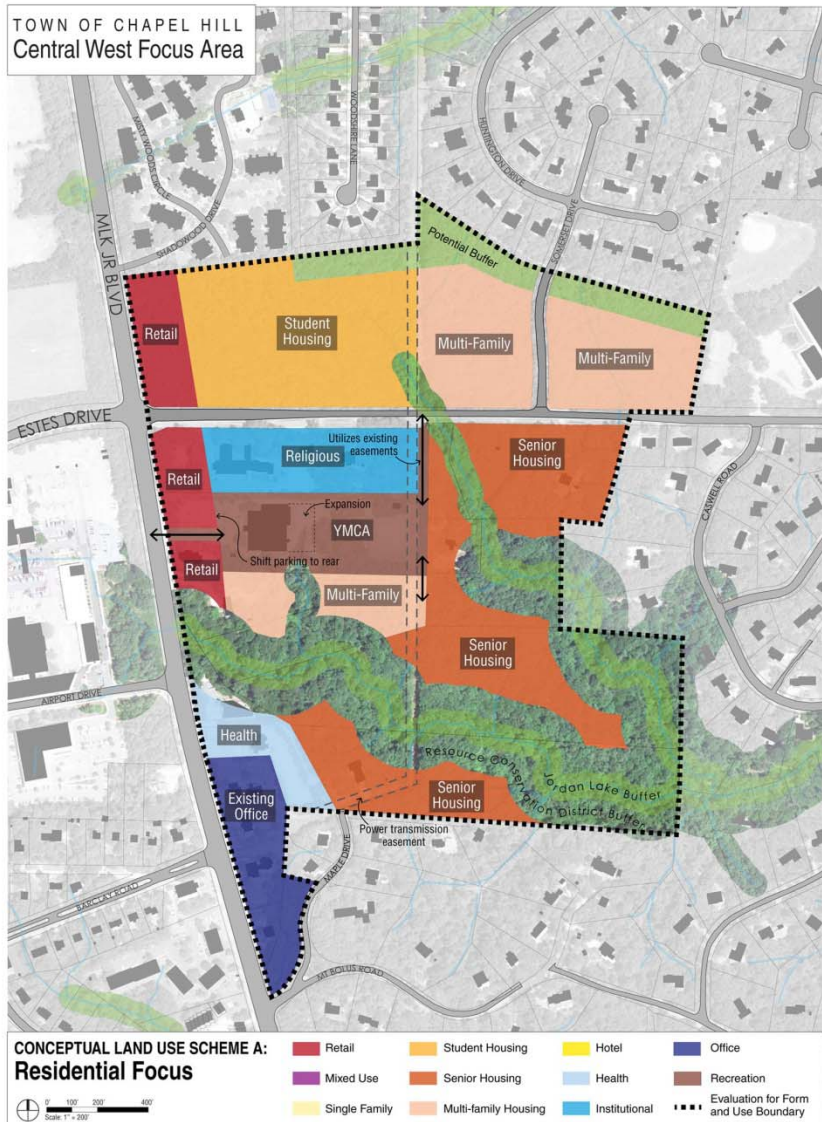 TOWN OF CHAPEL HILL
Central West Focus Area
MISTY WOODS CIRCLE
WOODSHIRE LANE
HUNTINGTON DRIVE
SHADOWOOD DRIVE
SOMERSET DRIVE
MLK JR BLVD
Potential Buffer
Retail
Student
Housing
Multi-Family
Multi-Family
ESTES DRIVE
Utilizes existing
easements
Religious
Senior
Housing
Retail
CASWELL ROAD
Expansion
YMCA
Shift parking to rear
Retail
Multi-Family
Senior
Housing
AIRPORT DRIVE
Health
Resource Conservation District Buffer
Jordan Lake Buffer
Existing
Office
Senior
Housing
Power transmission
easement
MAPLE DRIVE
BARCLAY ROAD
MT BOLUS ROAD
CONCEPTUAL LAND USE SCHEME A:
Residential Focus
0' 100' 200' 400'
Scale: 1" = 200'
Retail
Student Housing
Hotel
Office
Mixed Use
Senior Housing
Health
Recreation
Single Family
Multi-family Housing
Institutional
Evaluation for Form
and Use Boundary